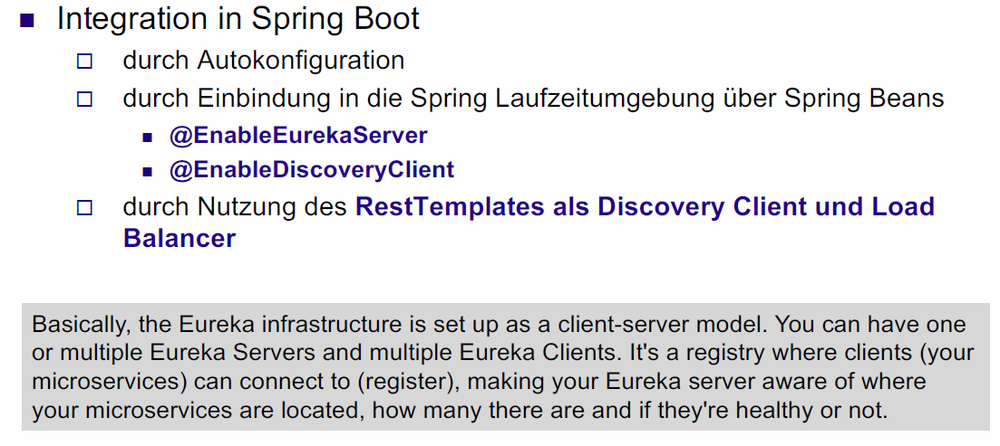 Integration in Spring Boot
durch Autokonfiguration
durch Einbindung in die Spring Laufzeitumgebung über Spring Beans
@EnableEurekaServer
@EnableDiscoveryClient
durch Nutzung des RestTemplates als Discovery Client und Load
Balancer
Basically, the Eureka infrastructure is set up as a client-server model. You can have one
or multiple Eureka Servers and multiple Eureka Clients. It's a registry where clients (your
microservices) can connect to (register), making your Eureka server aware of where
your microservices are located, how many there are and if they're healthy or not.